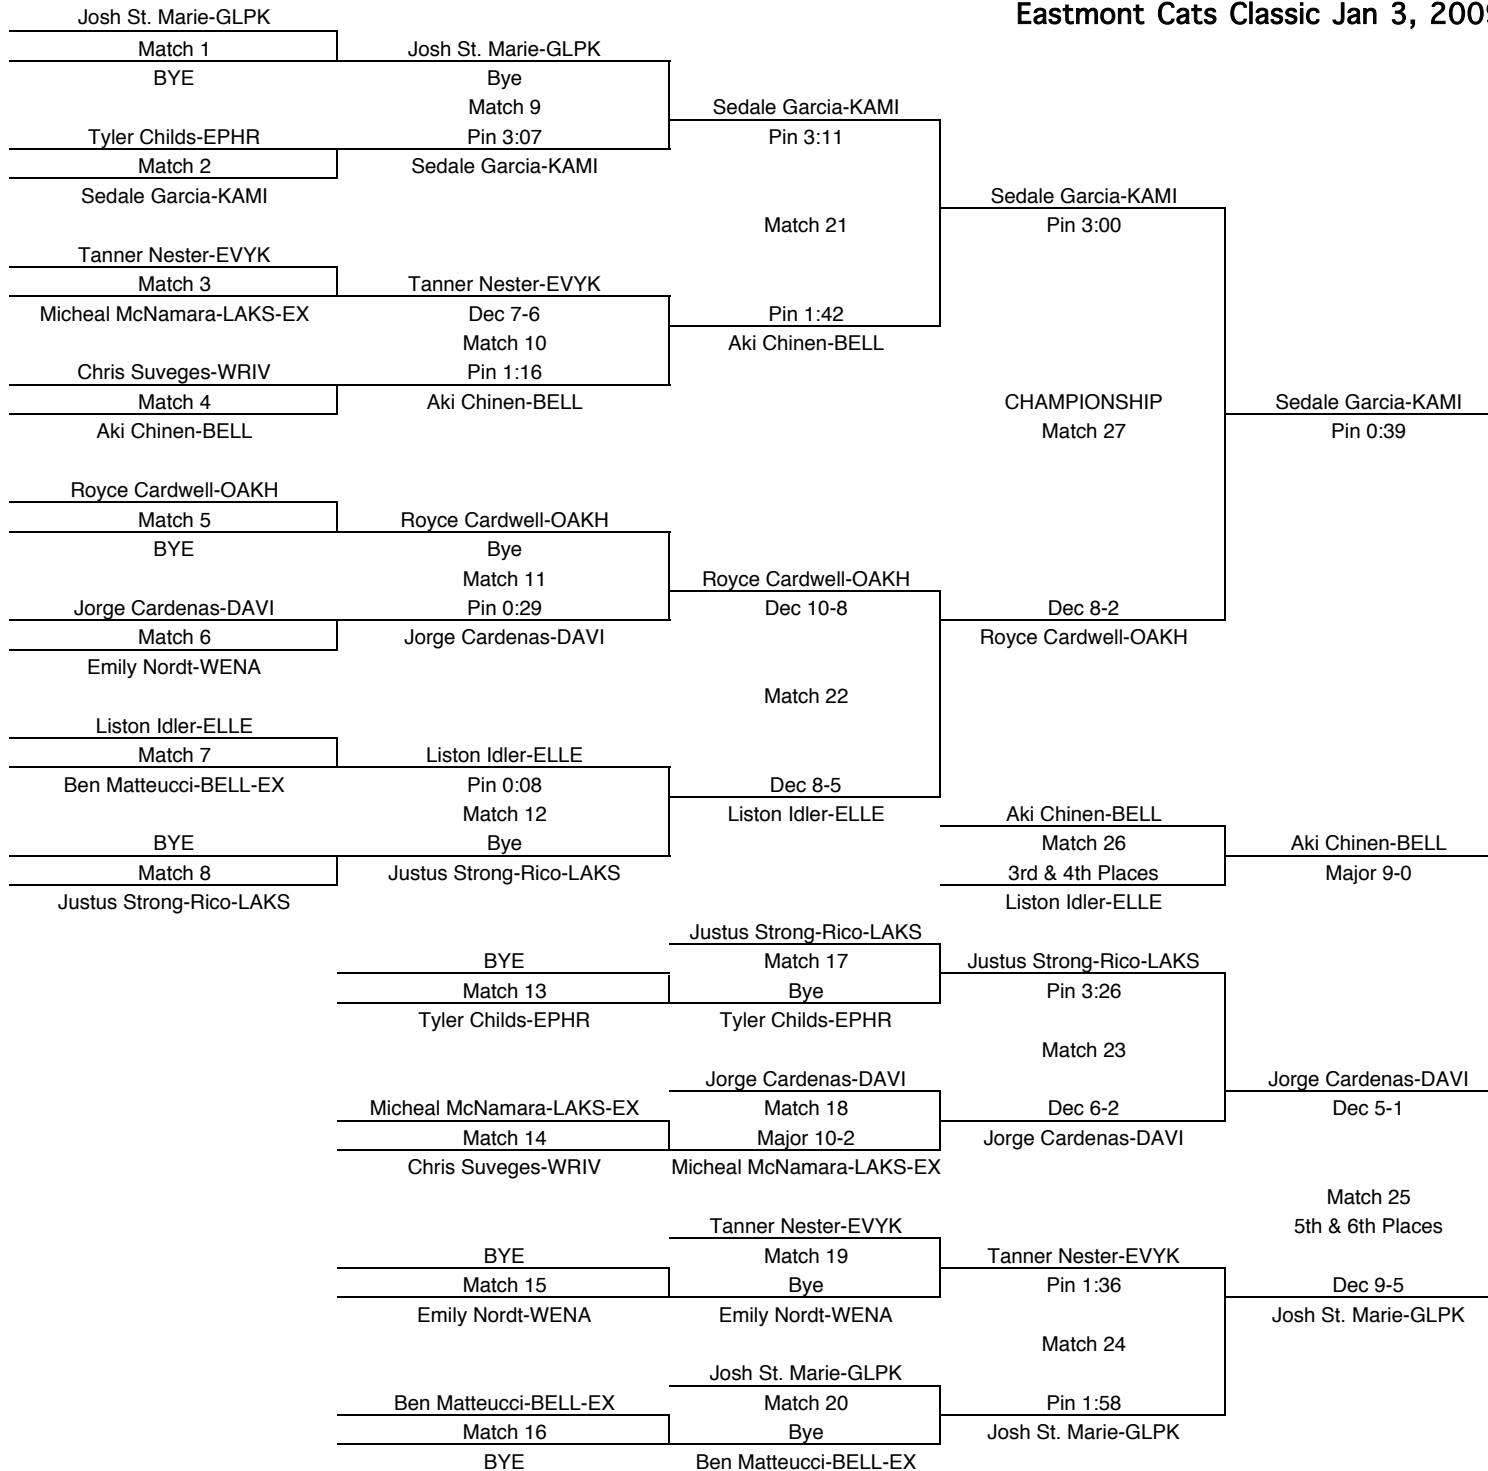 Eastmont Cats Classic Jan 3, 2009
Josh St. Marie-GLPK
Match 1
Josh St. Marie-GLPK
BYE
Bye
Match 9
Sedale Garcia-KAMI
Tyler Childs-EPHR
Pin 3:07
Pin 3:11
Match 2
Sedale Garcia-KAMI
Sedale Garcia-KAMI
Sedale Garcia-KAMI
Match 21
Pin 3:00
Tanner Nester-EVYK
Match 3
Tanner Nester-EVYK
Micheal McNamara-LAKS-EX
Dec 7-6
Pin 1:42
Match 10
Aki Chinen-BELL
Chris Suveges-WRIV
Pin 1:16
Match 4
Aki Chinen-BELL
CHAMPIONSHIP
Sedale Garcia-KAMI
Aki Chinen-BELL
Match 27
Pin 0:39
Royce Cardwell-OAKH
Match 5
Royce Cardwell-OAKH
BYE
Bye
Match 11
Royce Cardwell-OAKH
Jorge Cardenas-DAVI
Pin 0:29
Dec 10-8
Dec 8-2
Match 6
Jorge Cardenas-DAVI
Royce Cardwell-OAKH
Emily Nordt-WENA
Match 22
Liston Idler-ELLE
Match 7
Liston Idler-ELLE
Ben Matteucci-BELL-EX
Pin 0:08
Dec 8-5
Match 12
Liston Idler-ELLE
Aki Chinen-BELL
BYE
Bye
Match 26
Aki Chinen-BELL
Match 8
Justus Strong-Rico-LAKS
3rd & 4th Places
Major 9-0
Justus Strong-Rico-LAKS
Liston Idler-ELLE
Justus Strong-Rico-LAKS
BYE
Match 17
Justus Strong-Rico-LAKS
Match 13
Bye
Pin 3:26
Tyler Childs-EPHR
Tyler Childs-EPHR
Match 23
Jorge Cardenas-DAVI
Jorge Cardenas-DAVI
Micheal McNamara-LAKS-EX
Match 18
Dec 6-2
Dec 5-1
Match 14
Major 10-2
Jorge Cardenas-DAVI
Chris Suveges-WRIV
Micheal McNamara-LAKS-EX
Match 25
Tanner Nester-EVYK
5th & 6th Places
BYE
Match 19
Tanner Nester-EVYK
Match 15
Bye
Pin 1:36
Dec 9-5
Emily Nordt-WENA
Emily Nordt-WENA
Josh St. Marie-GLPK
Match 24
Josh St. Marie-GLPK
Ben Matteucci-BELL-EX
Match 20
Pin 1:58
Match 16
Bye
Josh St. Marie-GLPK
BYE
Ben Matteucci-BELL-EX